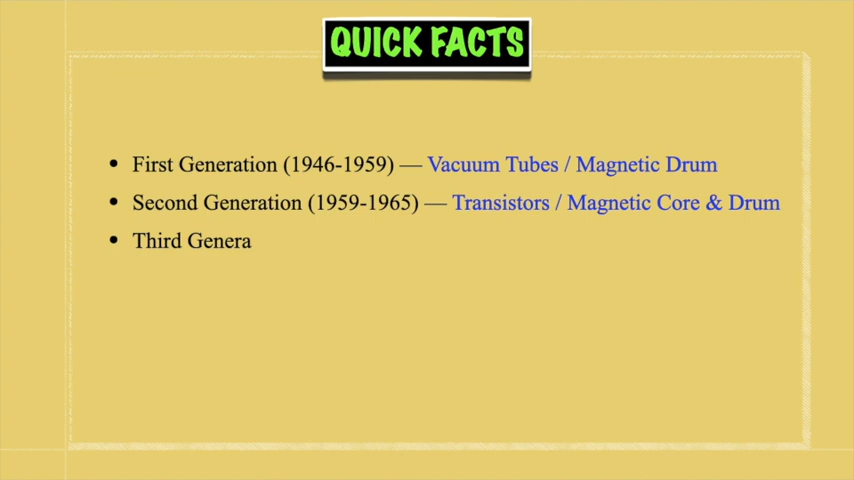 QUICK FACTS
• First Generation (1946-1959) — Vacuum Tubes / Magnetic Drum
• Second Generation (1959-1965) — Transistors / Magnetic Core & Drum
• Third Genera